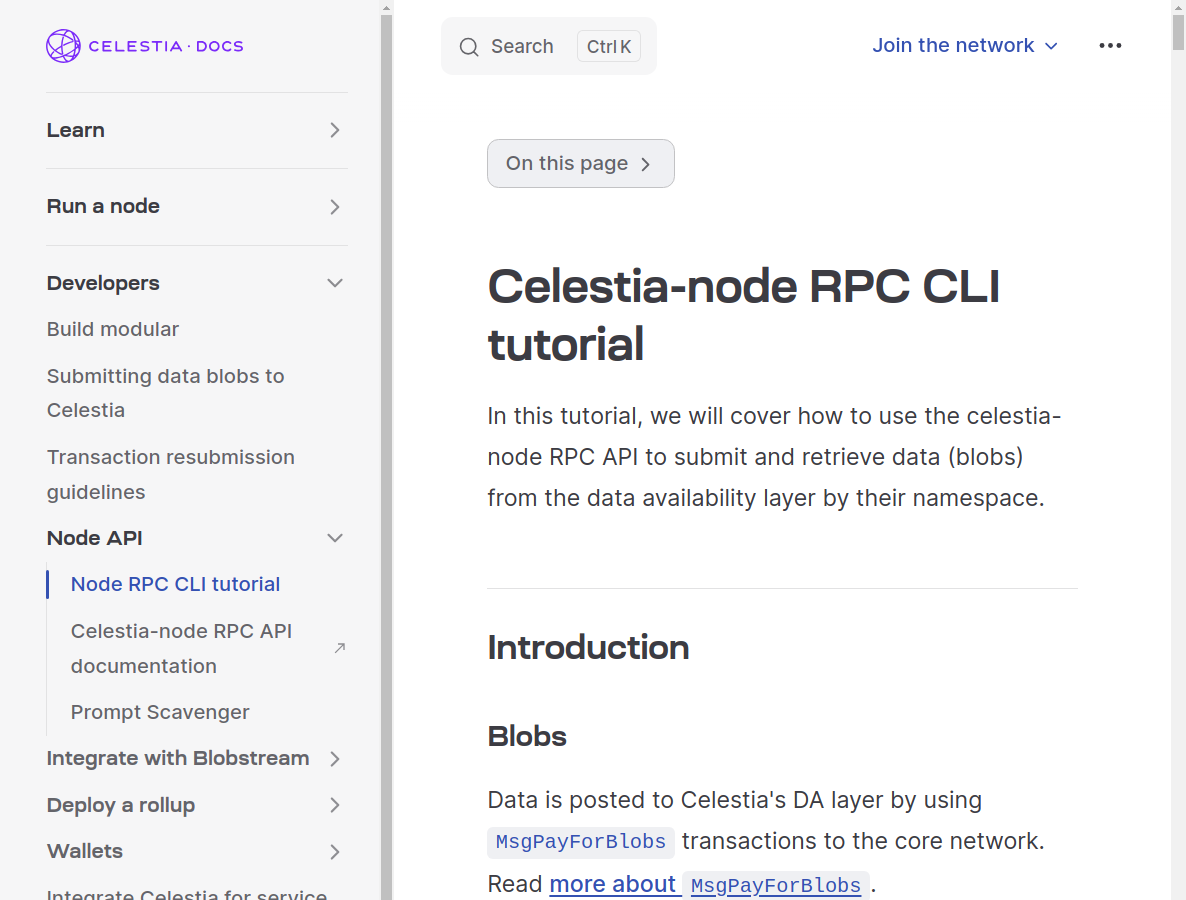 CELESTIA · DOCS
Learn
Run a node
Developers
Build modular
Submitting data blobs to
Celestia
Transaction resubmission
guidelines
Node API
Node RPC CLI tutorial
Celestia-node RPC API
documentation
Prompt Scavenger
Integrate with Blobstream
Deploy a rollup
Wallets
Integrate Celestia for service
Search Ctrl K
Join the network
On this page
Celestia-node RPC CLI
tutorial
In this tutorial, we will cover how to use the celestia-
node RPC API to submit and retrieve data (blobs)
from the data availability layer by their namespace.
Introduction
Blobs
Data is posted to Celestia's DA layer by using
MsgPayForBlobs transactions to the core network.
Read more about MsgPayForBlobs.